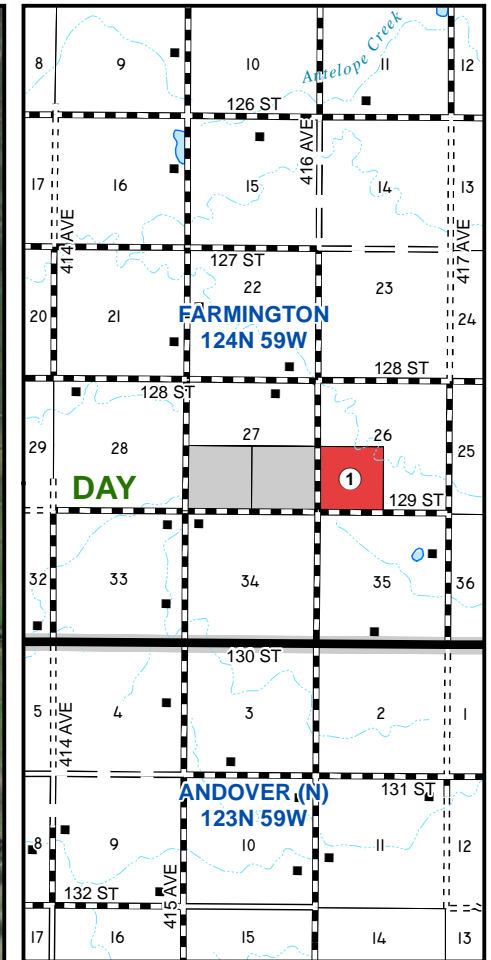 8
9
10
Antelope Creek
11
12
126 ST
416 AVE
17
16
15
14
13
414 AVE
417 AVE
127 ST
22
23
20
21
FARMINGTON
124N 59W
24
128 ST
128 ST
27
26
29
28
25
DAY
1
129 ST
32
33
34
35
36
130 ST
5
414 AVE
4
3
2
1
131 ST
ANDOVER (N)
123N 59W
8
9
10
11
12
132 ST
415 AVE
17
16
15
14
13